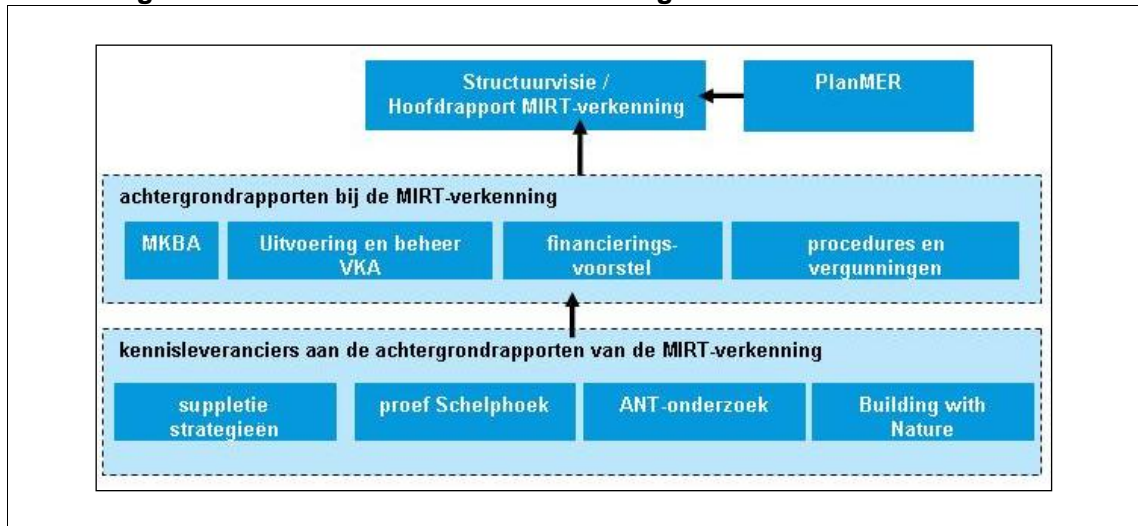 Structuurvisie /
Hoofdrapport MIRT-verkenning
PlanMER
achtergrondrapporten bij de MIRT-verkenning
MKBA
Uitvoering en beheer
VKA
financierings-
voorstel
procedures en
vergunningen
kennisleveranciers aan de achtergrondrapporten van de MIRT-verkenning
suppletie
strategieën
proef Schelphoek
ANT-onderzoek
Building with
Nature